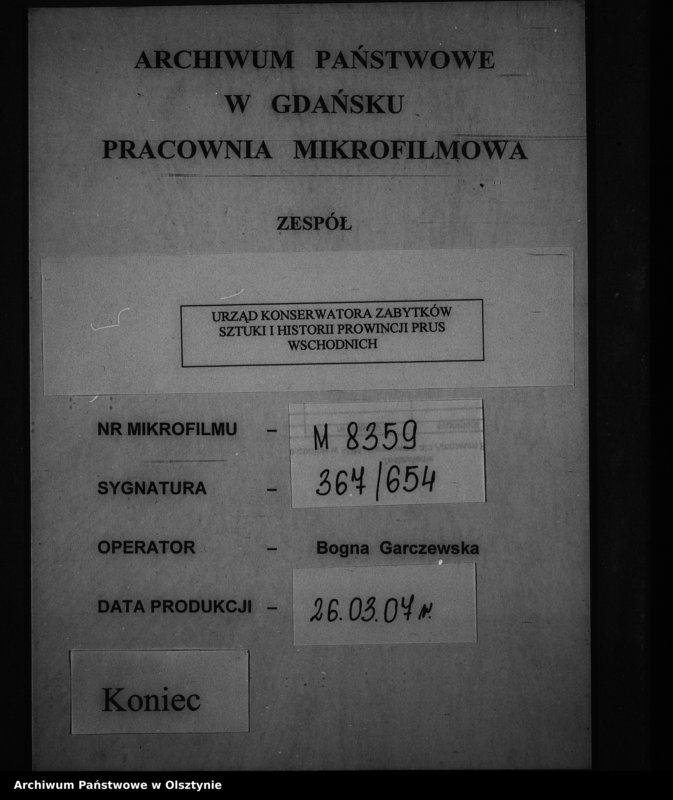 ARCHIWUM PAŃSTWOWE
W GDAŃSKU
PRACOWNIA MIKROFILMOWA
ZESPÓŁ
URZĄD KONSERWATORA ZABYTKÓW
SZTUKI I HISTORII PROWINCJI PRUS
WSCHODNICH
NR MIKROFILMU – M 8359
SYGNATURA – 367/654
OPERATOR – Bogna Garczewska
DATA PRODUKCJI – 26.03.07 r.
Koniec
Archiwum Państwowe w Olsztynie